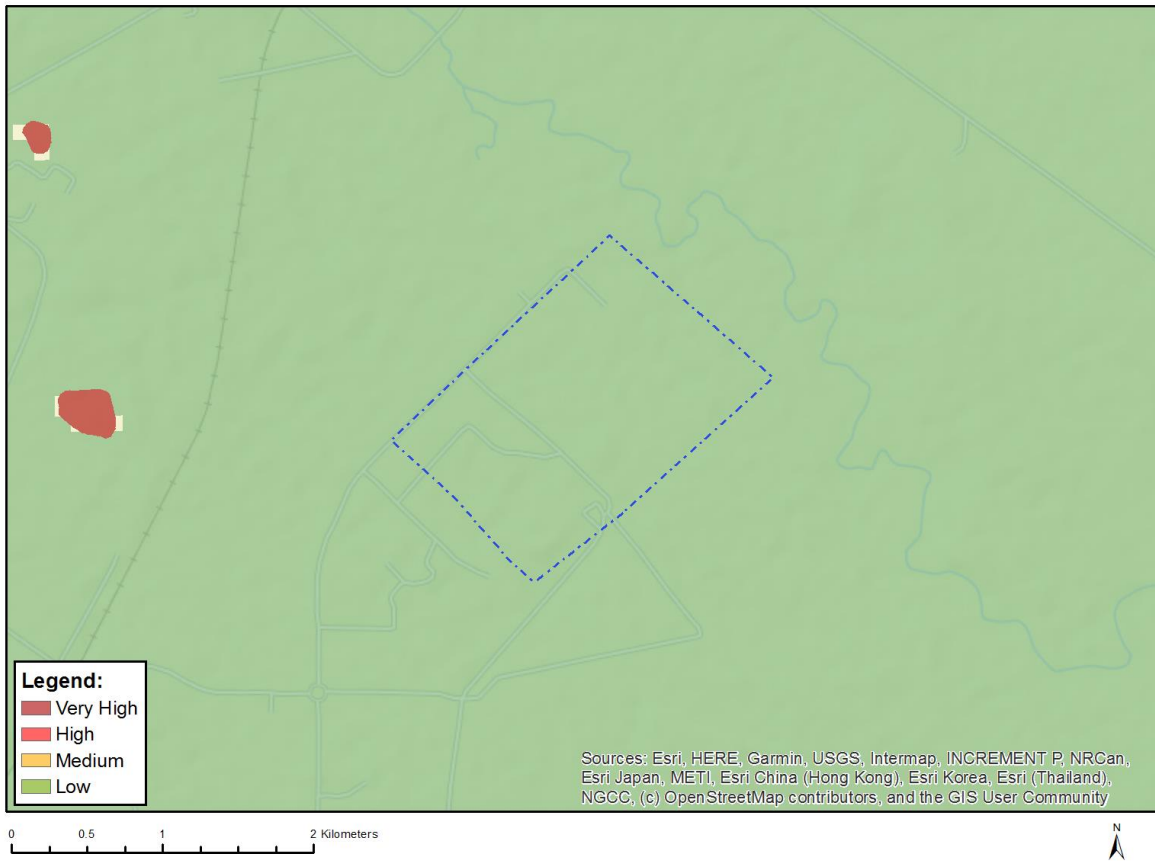 Legend:
Very High
High
Medium
Low
Sources: Esri, HERE, Garmin, USGS, Intermap, INCREMENT P, NRCan,
Esri Japan, METI, Esri China (Hong Kong), Esri Korea, Esri (Thailand),
NGCC, (c) OpenStreetMap contributors, and the GIS User Community
0 0.5 1 2 Kilometers
N